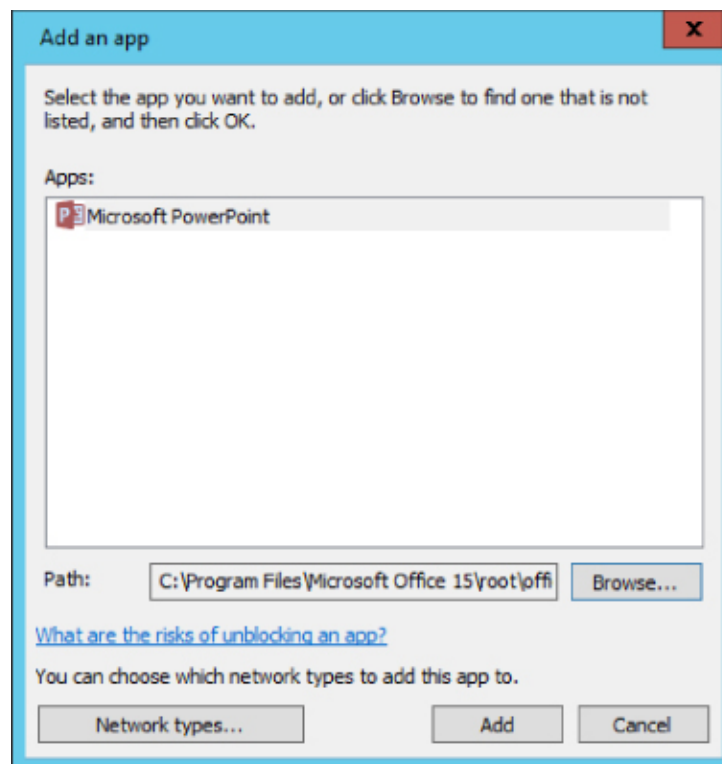 Add an app
x
Select the app you want to add, or click Browse to find one that is not
listed, and then click OK.
Apps:
P Microsoft PowerPoint
Path: C:\Program Files\Microsoft Office 15\root\offi Browse...
What are the risks of unblocking an app?
You can choose which network types to add this app to.
Network types... Add Cancel